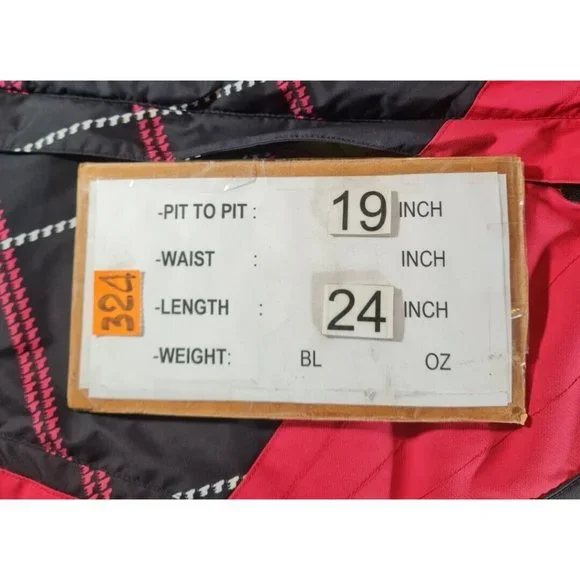 -PIT TO PIT : 19 INCH
-WAIST : INCH
324
-LENGTH : 24 INCH
-WEIGHT: BL OZ